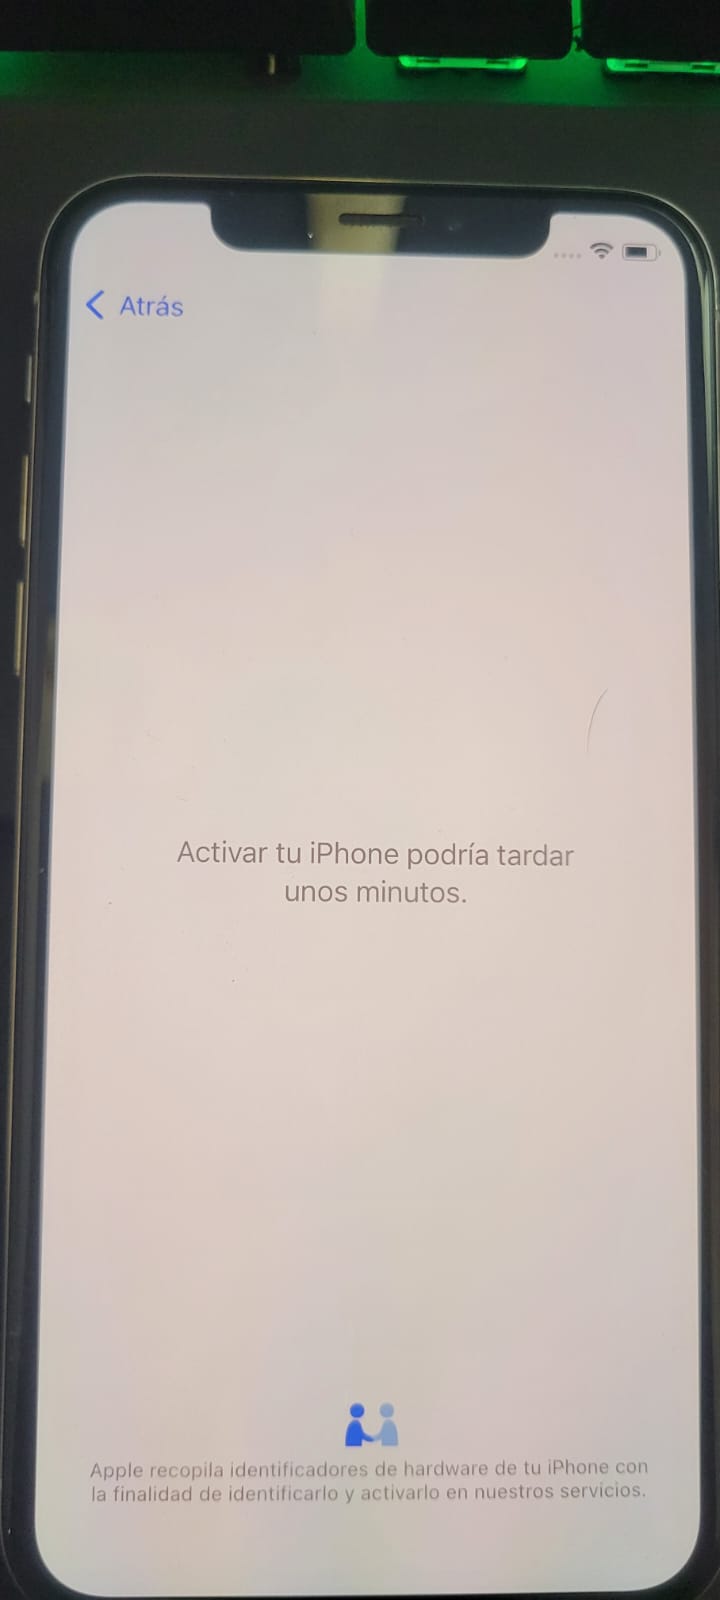 Atrás
Activar tu iPhone podría tardar
unos minutos.
Apple recopila identificadores de hardware de tu iPhone con
la finalidad de identificarlo y activarlo en nuestros servicios.